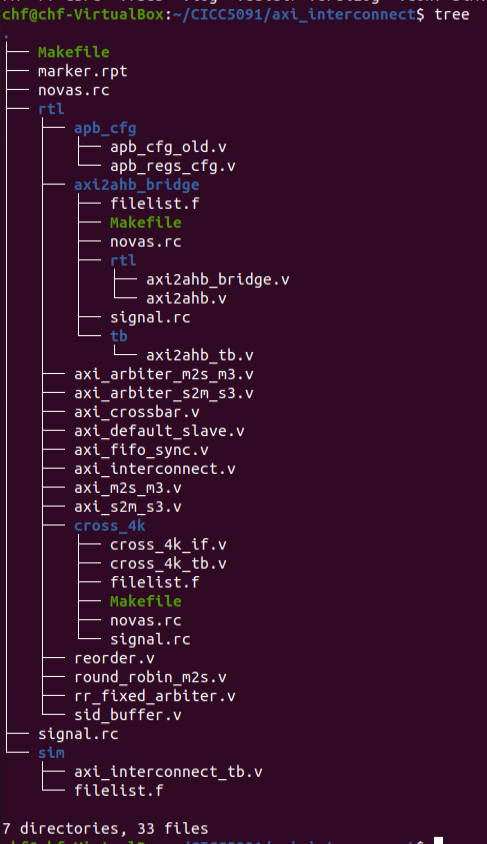 chf@chf-VirtualBox:~/CICC5091/axi_interconnect$ tree
.
├── Makefile
├── marker.rpt
├── novas.rc
├── rtl
│   ├── apb_cfg
│   │   ├── apb_cfg_old.v
│   │   └── apb_regs_cfg.v
│   ├── axi2ahb_bridge
│   │   ├── filelist.f
│   │   ├── Makefile
│   │   ├── novas.rc
│   │   ├── rtl
│   │   │   ├── axi2ahb_bridge.v
│   │   │   └── axi2ahb.v
│   │   ├── signal.rc
│   │   └── tb
│   │       └── axi2ahb_tb.v
│   ├── axi_arbiter_m2s_m3.v
│   ├── axi_arbiter_s2m_s3.v
│   ├── axi_crossbar.v
│   ├── axi_default_slave.v
│   ├── axi_fifo_sync.v
│   ├── axi_interconnect.v
│   ├── axi_m2s_m3.v
│   ├── axi_s2m_s3.v
│   ├── cross_4k
│   │   ├── cross_4k_if.v
│   │   ├── cross_4k_tb.v
│   │   ├── filelist.f
│   │   ├── Makefile
│   │   ├── novas.rc
│   │   └── signal.rc
│   ├── reorder.v
│   ├── round_robin_m2s.v
│   ├── rr_fixed_arbiter.v
│   └── sid_buffer.v
├── signal.rc
└── sim
    ├── axi_interconnect_tb.v
    └── filelist.f

7 directories, 33 files